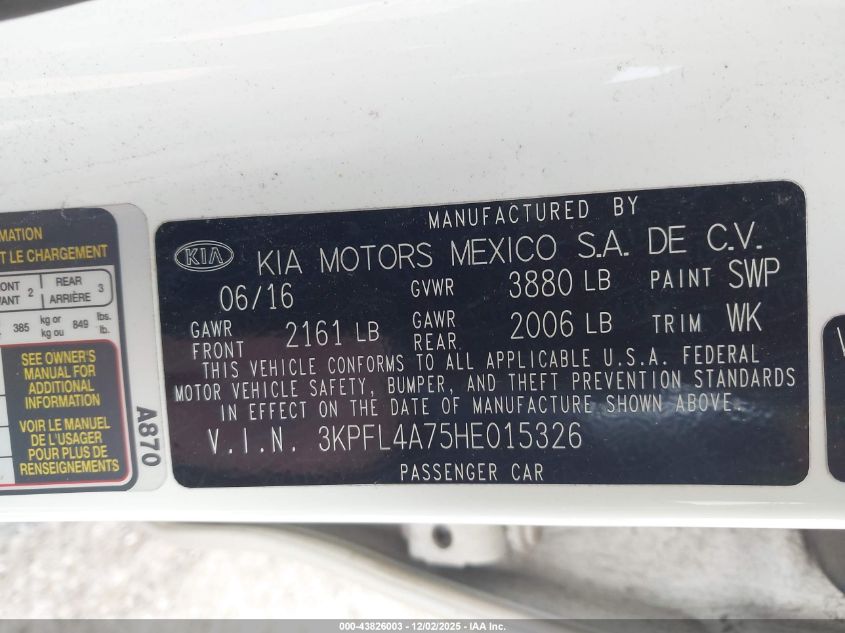 MATION
T LE CHARGEMENT
ONT 2 REAR 3
VANT ARRIÈRE
385 kg or 849 lbs.
kg ou lb.
SEE OWNER'S
MANUAL FOR
ADDITIONAL
INFORMATION
VOIR LE MANUEL
DE L'USAGER
POUR PLUS DE
RENSEIGNEMENTS
A870
MANUFACTURED BY
KIA KIA MOTORS MEXICO S.A. DE C.V.
06/16 GVWR 3880 LB PAINT SWP
GAWR FRONT 2161 LB GAWR REAR. 2006 LB TRIM WK
THIS VEHICLE CONFORMS TO ALL APPLICABLE U.S.A. FEDERAL
MOTOR VEHICLE SAFETY, BUMPER, AND THEFT PREVENTION STANDARDS
IN EFFECT ON THE DATE OF MANUFACTURE SHOWN ABOVE.
V.I.N. 3KPFL4A75HE015326
PASSENGER CAR
000-43826003 - 12/02/2025 - IAA Inc.